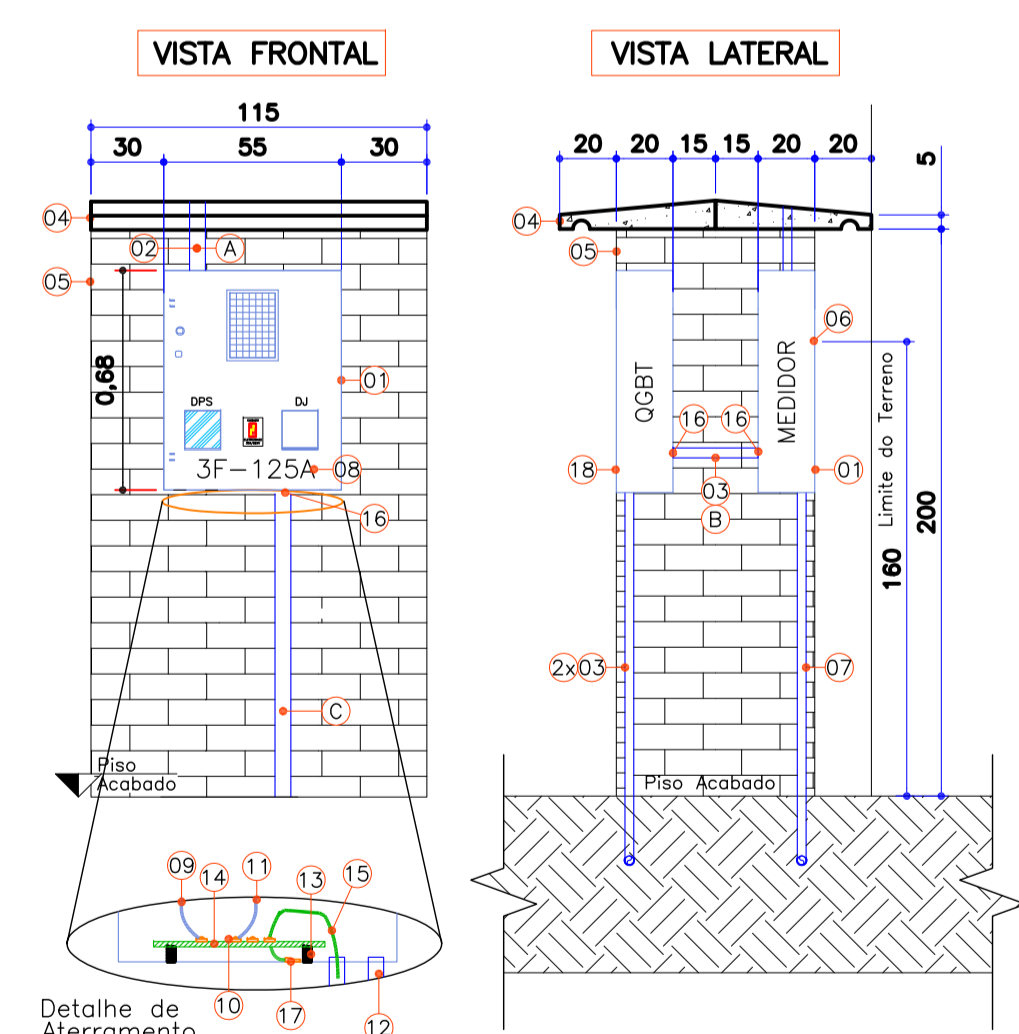 VISTA FRONTAL
VISTA LATERAL
115
30 55 30
20 20 15 15 20 20
5
04
02 A
05
0,68
01
DPS
DJ
3F-125A
08
16
C
Piso
Acabado
09 14 11 13 15
10 17 12
Detalhe de
Aterramento
04
05
06
QGBT
MEDIDOR
16 16
18
03
B
01
Limite do Terreno
160
200
2x03
07
Piso Acabado